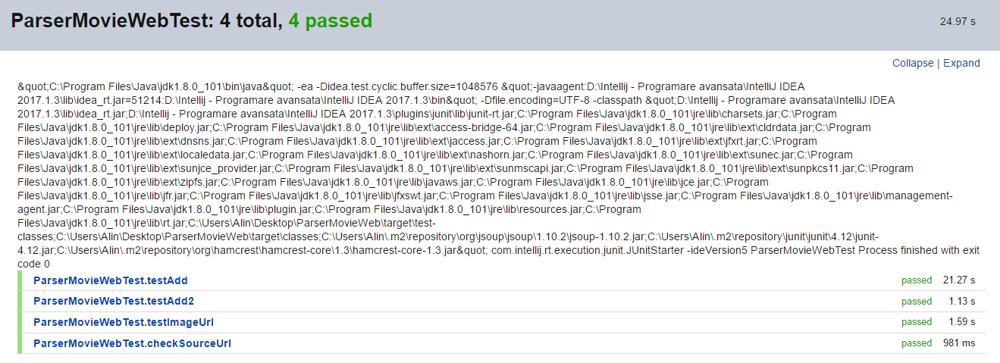 ParserMovieWebTest: 4 total, 4 passed
24.97 s
Collapse | Expand
&quot;C:\Program Files\Java\jdk1.8.0_101\bin\java&quot; -ea -Didea.test.cyclic.buffer.size=1048576 &quot;-javaagent:D:\Intellij - Programare avansata\IntelliJ IDEA
2017.1.3\lib\idea_rt.jar=51214:D:\Intellij - Programare avansata\IntelliJ IDEA 2017.1.3\bin&quot; -Dfile.encoding=UTF-8 -classpath &quot;D:\Intellij - Programare avansata\IntelliJ IDEA
2017.1.3\lib\idea_rt.jar;D:\Intellij - Programare avansata\IntelliJ IDEA 2017.1.3\plugins\junit\lib\junit-rt.jar;C:\Program Files\Java\jdk1.8.0_101\jre\lib\charsets.jar;C:\Program
Files\Java\jdk1.8.0_101\jre\lib\deploy.jar;C:\Program Files\Java\jdk1.8.0_101\jre\lib\ext\access-bridge-64.jar;C:\Program Files\Java\jdk1.8.0_101\jre\lib\ext\cldrdata.jar;C:\Program
Files\Java\jdk1.8.0_101\jre\lib\ext\dnsns.jar;C:\Program Files\Java\jdk1.8.0_101\jre\lib\ext\jaccess.jar;C:\Program Files\Java\jdk1.8.0_101\jre\lib\ext\jfxrt.jar;C:\Program
Files\Java\jdk1.8.0_101\jre\lib\ext\localedata.jar;C:\Program Files\Java\jdk1.8.0_101\jre\lib\ext\nashorn.jar;C:\Program Files\Java\jdk1.8.0_101\jre\lib\ext\sunec.jar;C:\Program
Files\Java\jdk1.8.0_101\jre\lib\ext\sunjce_provider.jar;C:\Program Files\Java\jdk1.8.0_101\jre\lib\ext\sunmscapi.jar;C:\Program Files\Java\jdk1.8.0_101\jre\lib\ext\sunpkcs11.jar;C:\Program
Files\Java\jdk1.8.0_101\jre\lib\ext\zipfs.jar;C:\Program Files\Java\jdk1.8.0_101\jre\lib\javaws.jar;C:\Program Files\Java\jdk1.8.0_101\jre\lib\jce.jar;C:\Program
Files\Java\jdk1.8.0_101\jre\lib\jfr.jar;C:\Program Files\Java\jdk1.8.0_101\jre\lib\jfxswt.jar;C:\Program Files\Java\jdk1.8.0_101\jre\lib\jsse.jar;C:\Program Files\Java\jdk1.8.0_101\jre\lib\management-
agent.jar;C:\Program Files\Java\jdk1.8.0_101\jre\lib\plugin.jar;C:\Program Files\Java\jdk1.8.0_101\jre\lib\resources.jar;C:\Program
Files\Java\jdk1.8.0_101\jre\lib\rt.jar;C:\Users\Alin\Desktop\ParserMovieWeb\target\test-
classes;C:\Users\Alin\Desktop\ParserMovieWeb\target\classes;C:\Users\Alin\.m2\repository\org\jsoup\jsoup\1.10.2\jsoup-1.10.2.jar;C:\Users\Alin\.m2\repository\junit\junit\4.12\junit-
4.12.jar;C:\Users\Alin\.m2\repository\org\hamcrest\hamcrest-core\1.3\hamcrest-core-1.3.jar&quot; com.intellij.rt.execution.junit.JUnitStarter -ideVersion5 ParserMovieWebTest Process finished with exit
code 0
ParserMovieWebTest.testAdd passed 21.27 s
ParserMovieWebTest.testAdd2 passed 1.13 s
ParserMovieWebTest.testImageUrl passed 1.59 s
ParserMovieWebTest.checkSourceUrl passed 981 ms